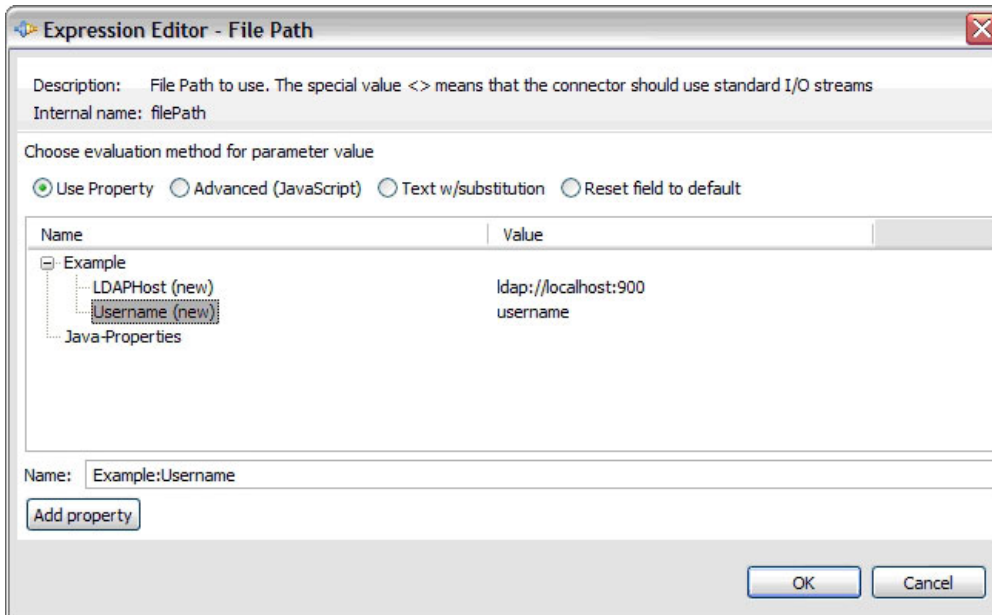 Expression Editor - File Path
Description: File Path to use. The special value <> means that the connector should use standard I/O streams
Internal name: filePath
Choose evaluation method for parameter value
Use Property Advanced (JavaScript) Text w/substitution Reset field to default
Name Value
Example
LDAPHost (new) ldap://localhost:900
Username (new) username
Java-Properties
Name: Example:Username
Add property
OK Cancel